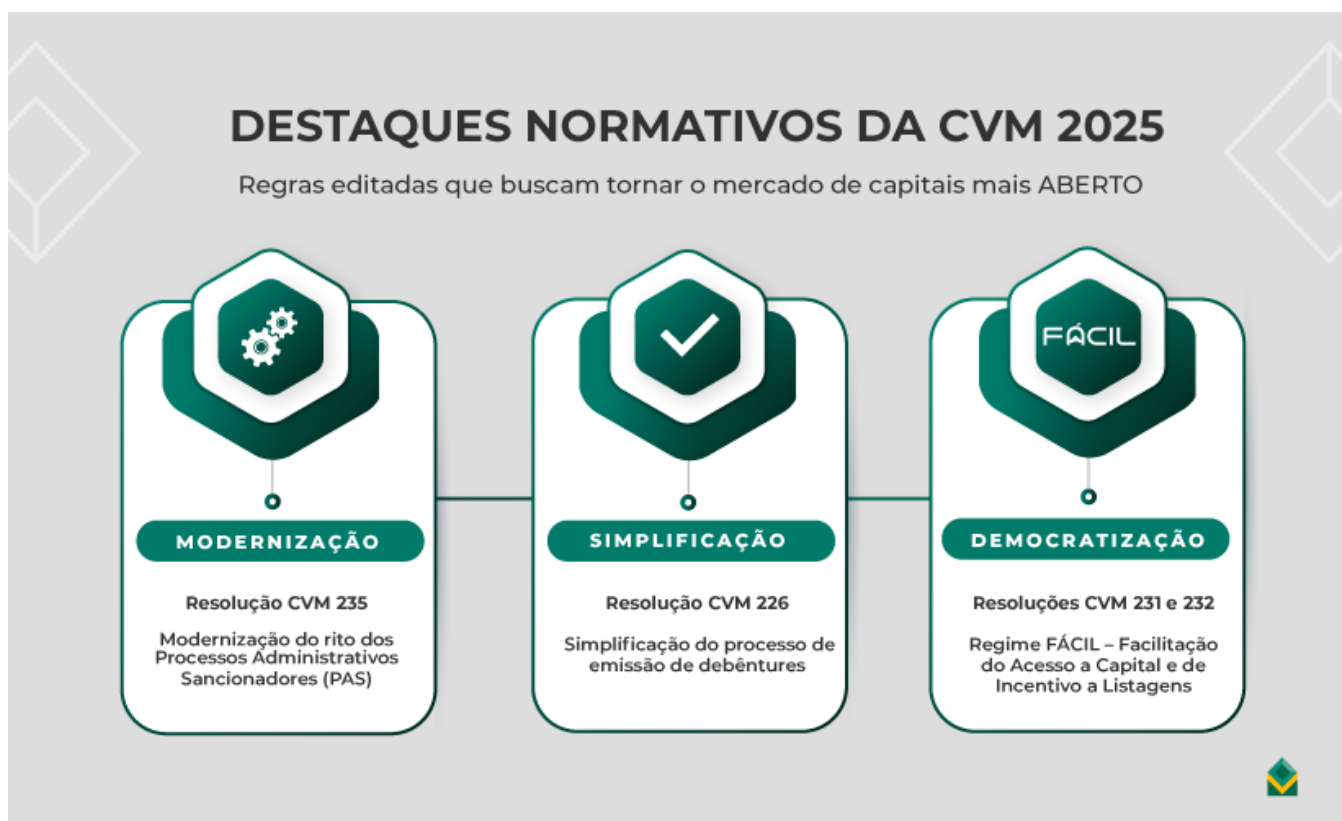 DESTAQUES NORMATIVOS DA CVM 2025
Regras editadas que buscam tornar o mercado de capitais mais ABERTO
MODERNIZAÇÃO
Resolução CVM 235
Modernização do rito dos
Processos Administrativos
Sancionadores (PAS)
SIMPLIFICAÇÃO
Resolução CVM 226
Simplificação do processo de
emissão de debêntures
FÁCIL
DEMOCRATIZAÇÃO
Resoluções CVM 231 e 232
Regime FÁCIL – Facilitação
do Acesso a Capital e de
Incentivo a Listagens